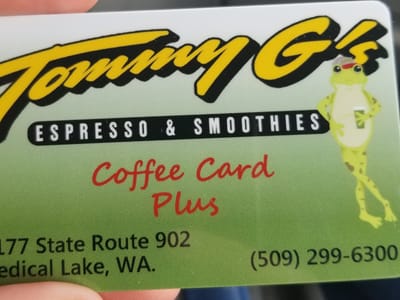 Tommy G's
ESPRESSO & SMOOTHIES
Coffee Card
Plus
177 State Route 902
edical Lake, WA.
(509) 299-6300